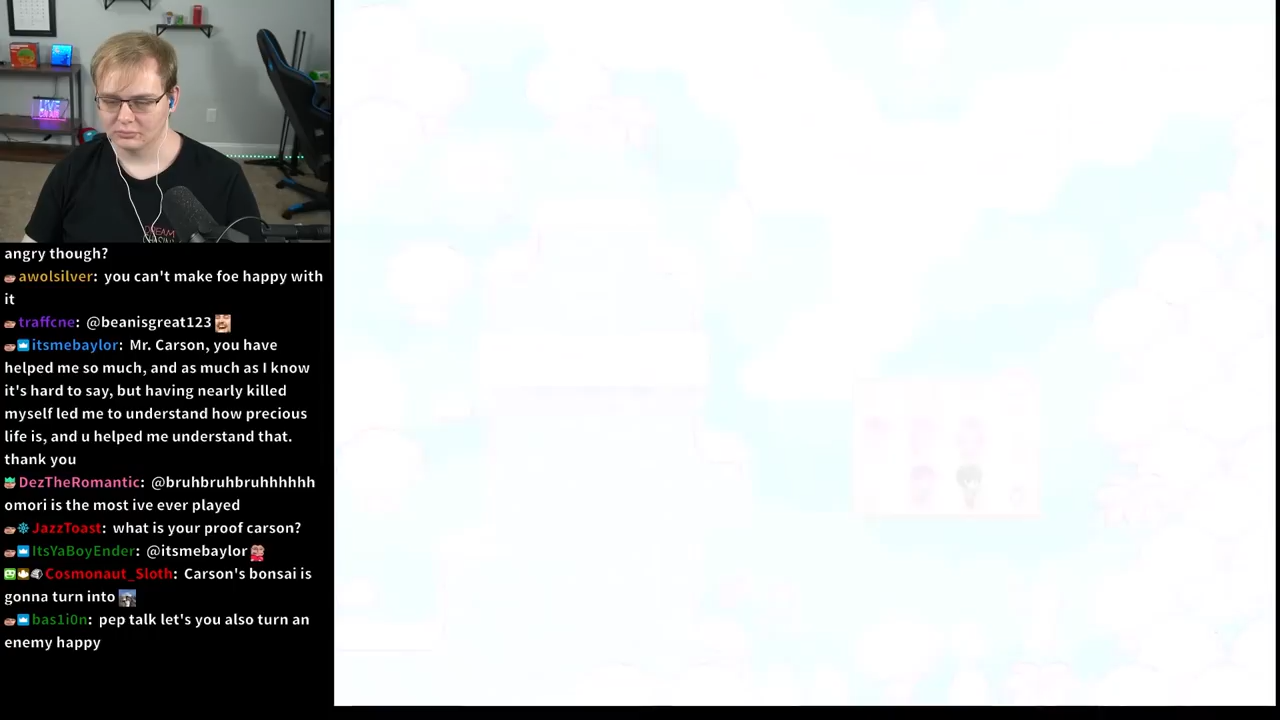 LIVE
DREAM
angry though?
awolsilver: you can't make foe happy with
it
traffcne: @beanisgreat123
itsmebaylor: Mr. Carson, you have
helped me so much, and as much as I know
it's hard to say, but having nearly killed
myself led me to understand how precious
life is, and u helped me understand that.
thank you
DezTheRomantic: @bruhbruhbruhhhhhh
omori is the most ive ever played
JazzToast: what is your proof carson?
ItsYaBoyEnder: @itsmebaylor
Cosmonaut_Sloth: Carson's bonsai is
gonna turn into
bas1i0n: pep talk let's you also turn an
enemy happy